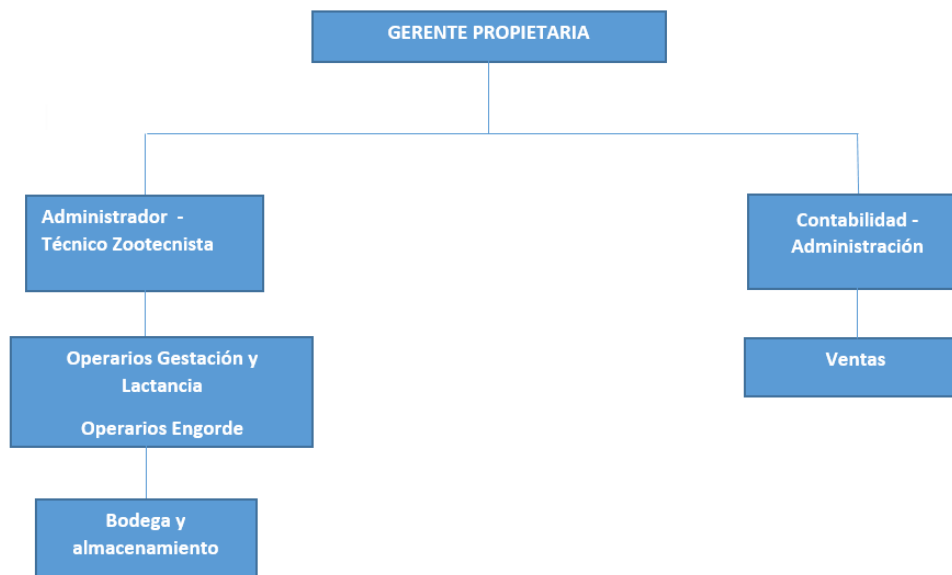 GERENTE PROPIETARIA
Administrador -
Técnico Zootecnista
Contabilidad -
Administración
Operarios Gestación y
Lactancia
Operarios Engorde
Ventas
Bodega y
almacenamiento